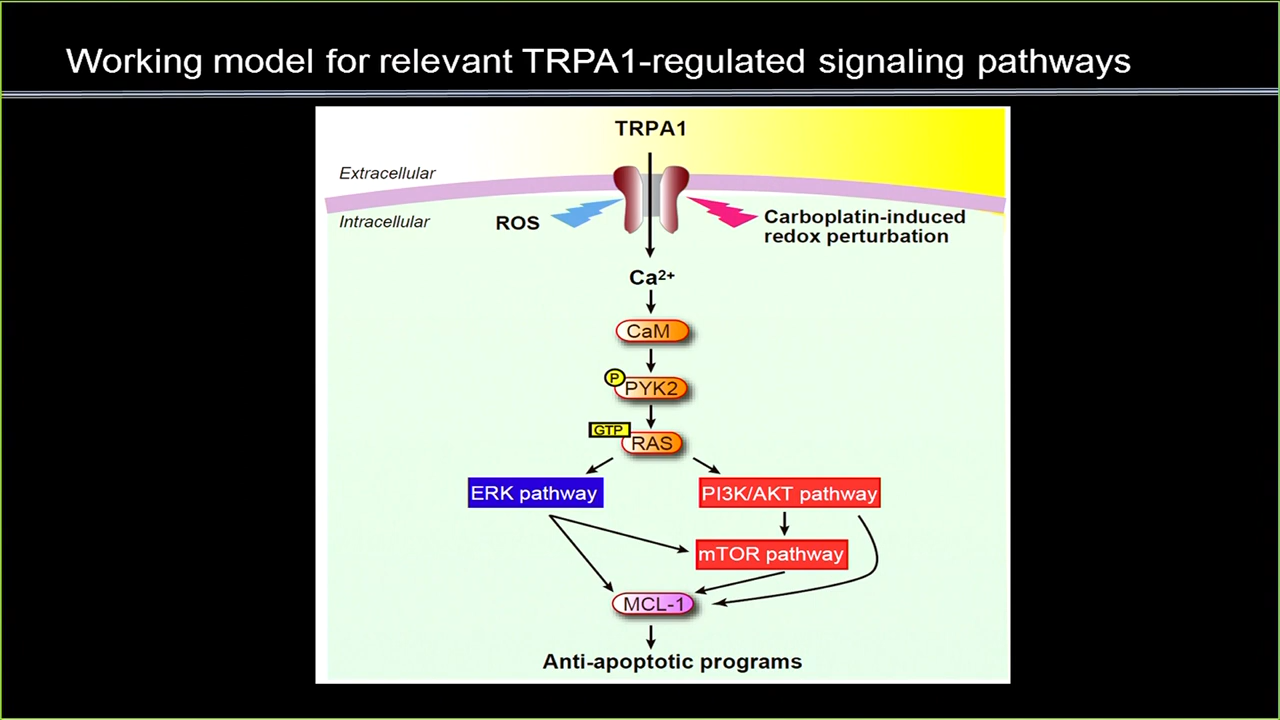 Working model for relevant TRPA1-regulated signaling pathways
TRPA1
Extracellular
Intracellular
ROS
Carboplatin-induced
redox perturbation
Ca²⁺
CaM
P
PYK2
GTP
RAS
ERK pathway
PI3K/AKT pathway
mTOR pathway
MCL-1
Anti-apoptotic programs